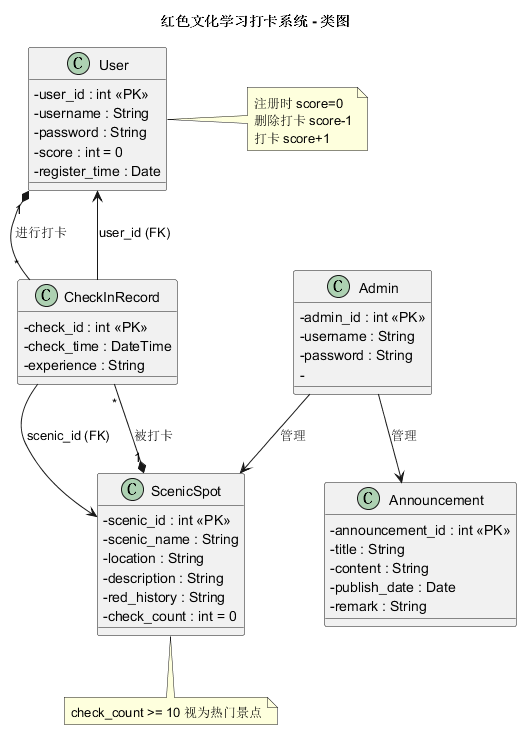 红色文化学习打卡系统 - 类图
C User
-user_id : int «PK»
-username : String
-password : String
-score : int = 0
-register_time : Date
注册时 score=0
删除打卡 score-1
打卡 score+1
1
进行打卡
*
user_id (FK)
C CheckInRecord
-check_id : int «PK»
-check_time : DateTime
-experience : String
C Admin
-admin_id : int «PK»
-username : String
-password : String
-
scenic_id (FK)
*
被打卡
1
管理
管理
C ScenicSpot
-scenic_id : int «PK»
-scenic_name : String
-location : String
-description : String
-red_history : String
-check_count : int = 0
C Announcement
-announcement_id : int «PK»
-title : String
-content : String
-publish_date : Date
-remark : String
check_count >= 10 视为热门景点